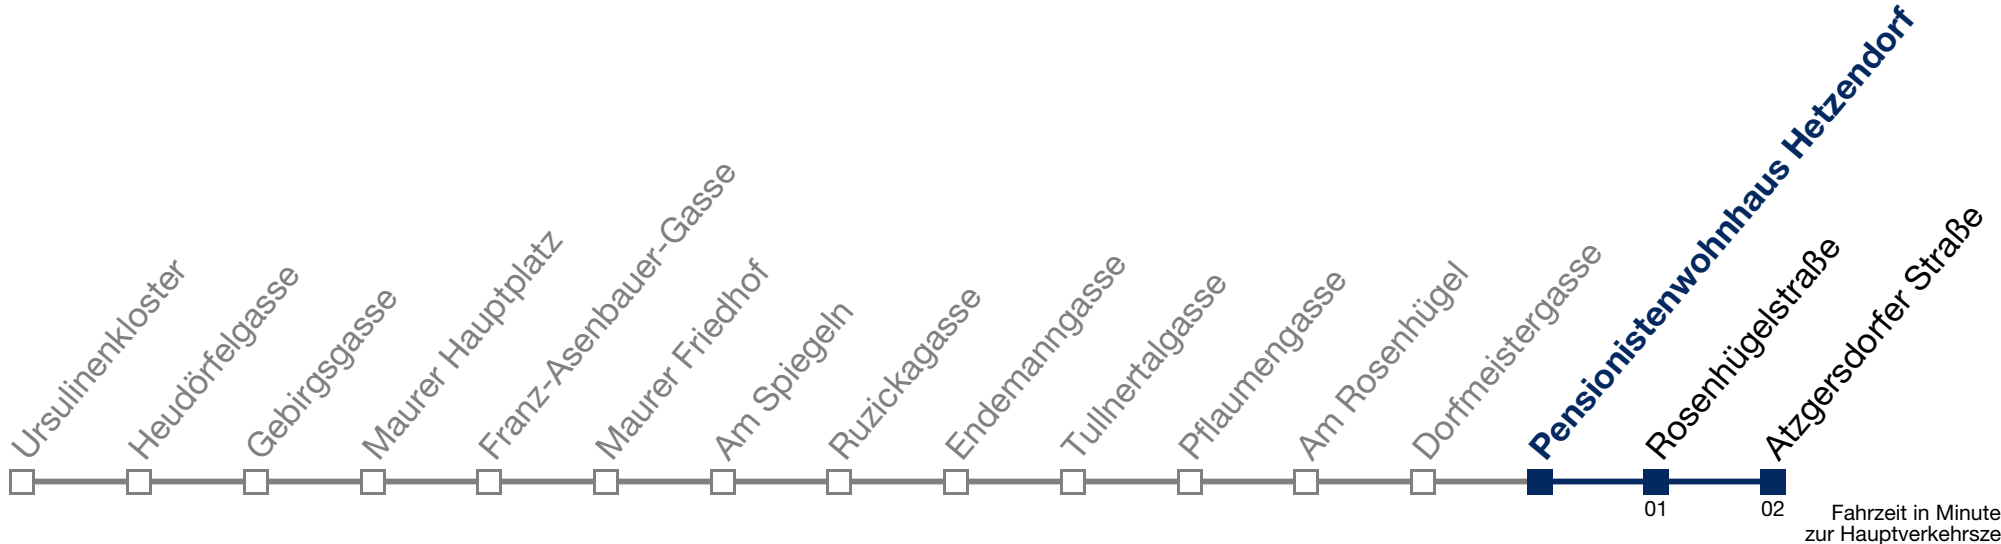 Ursulinenkloster
Heudörfelgasse
Gebirgsgasse
Maurer Hauptplatz
Franz-Asenbauer-Gasse
Maurer Friedhof
Am Spiegeln
Ruzickagasse
Endemanngasse
Tullnertalgasse
Pflaumengasse
Am Rosenhügel
Dorfmeistergasse
Pensionistenwohnhaus Hetzendorf
Rosenhügelstraße
Atzgersdorfer Straße
01
02
Fahrzeit in Minute
zur Hauptverkehrsze